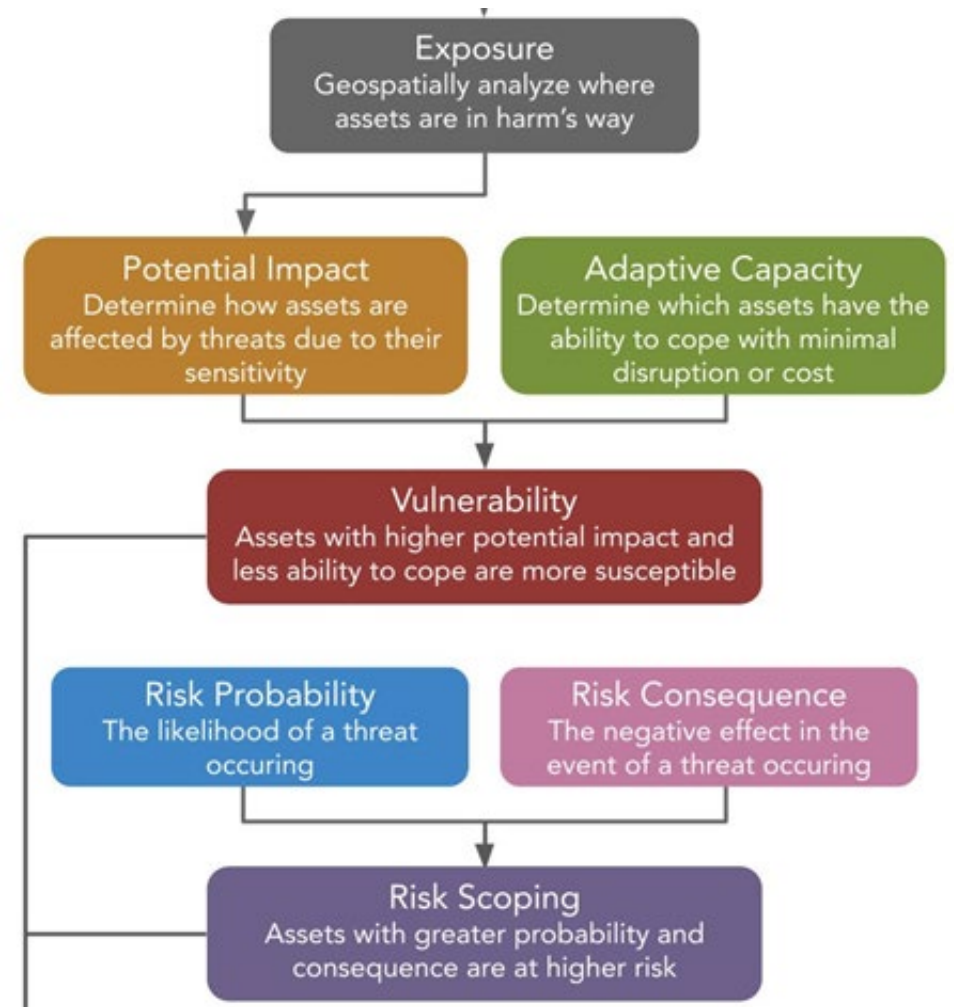 Exposure
Geospatially analyze where
assets are in harm's way
Potential Impact
Determine how assets are
affected by threats due to their
sensitivity
Adaptive Capacity
Determine which assets have the
ability to cope with minimal
disruption or cost
Vulnerability
Assets with higher potential impact and
less ability to cope are more susceptible
Risk Probability
The likelihood of a threat
occuring
Risk Consequence
The negative effect in the
event of a threat occuring
Risk Scoping
Assets with greater probability and
consequence are at higher risk